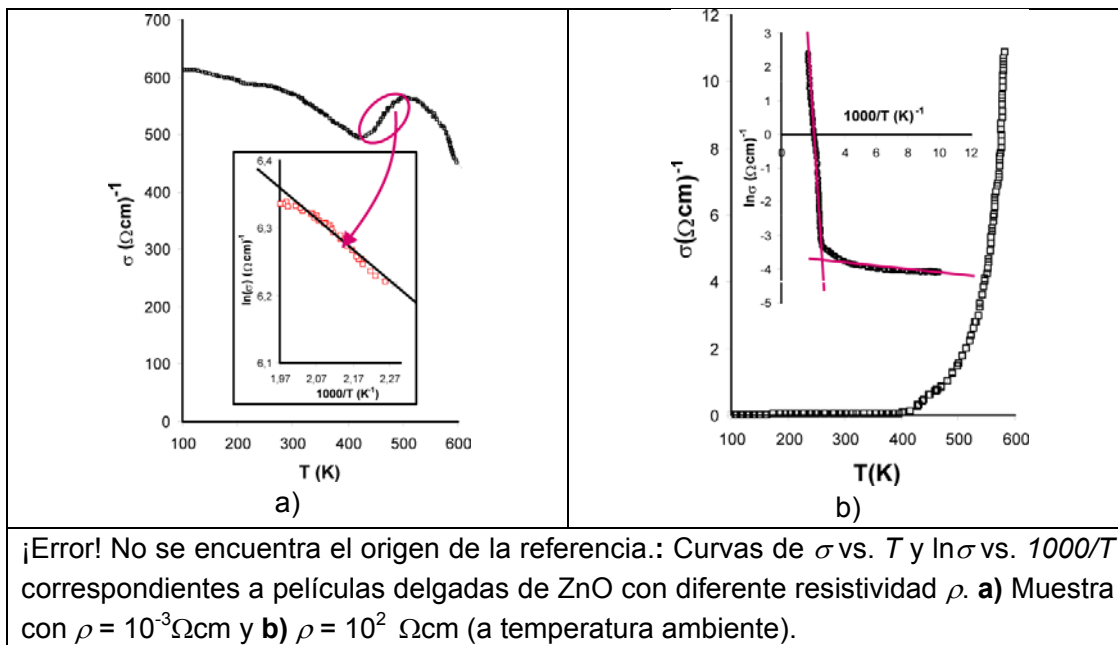 700
600
500
400
300
200
100
0
σ (Ωcm)⁻¹
100 200 300 400 500 600
T (K)
6,4
6,3
6,2
6,1
ln(σ) (Ωcm)⁻¹
1,97 2,07 2,17 2,27
1000/T (K⁻¹)
a)
12
10
8
6
4
2
0
σ(Ωcm)⁻¹
100 200 300 400 500 600
T(K)
3
2
1
0
-1
-2
-3
-4
-5
lnσ (Ωcm)⁻¹
1000/T (K)⁻¹
0 4 6 8 10 12
b)
¡Error! No se encuentra el origen de la referencia.: Curvas de σ vs. T y lnσ vs. 1000/T
correspondientes a películas delgadas de ZnO con diferente resistividad ρ. a) Muestra
con ρ = 10⁻³Ωcm y b) ρ = 10² Ωcm (a temperatura ambiente).